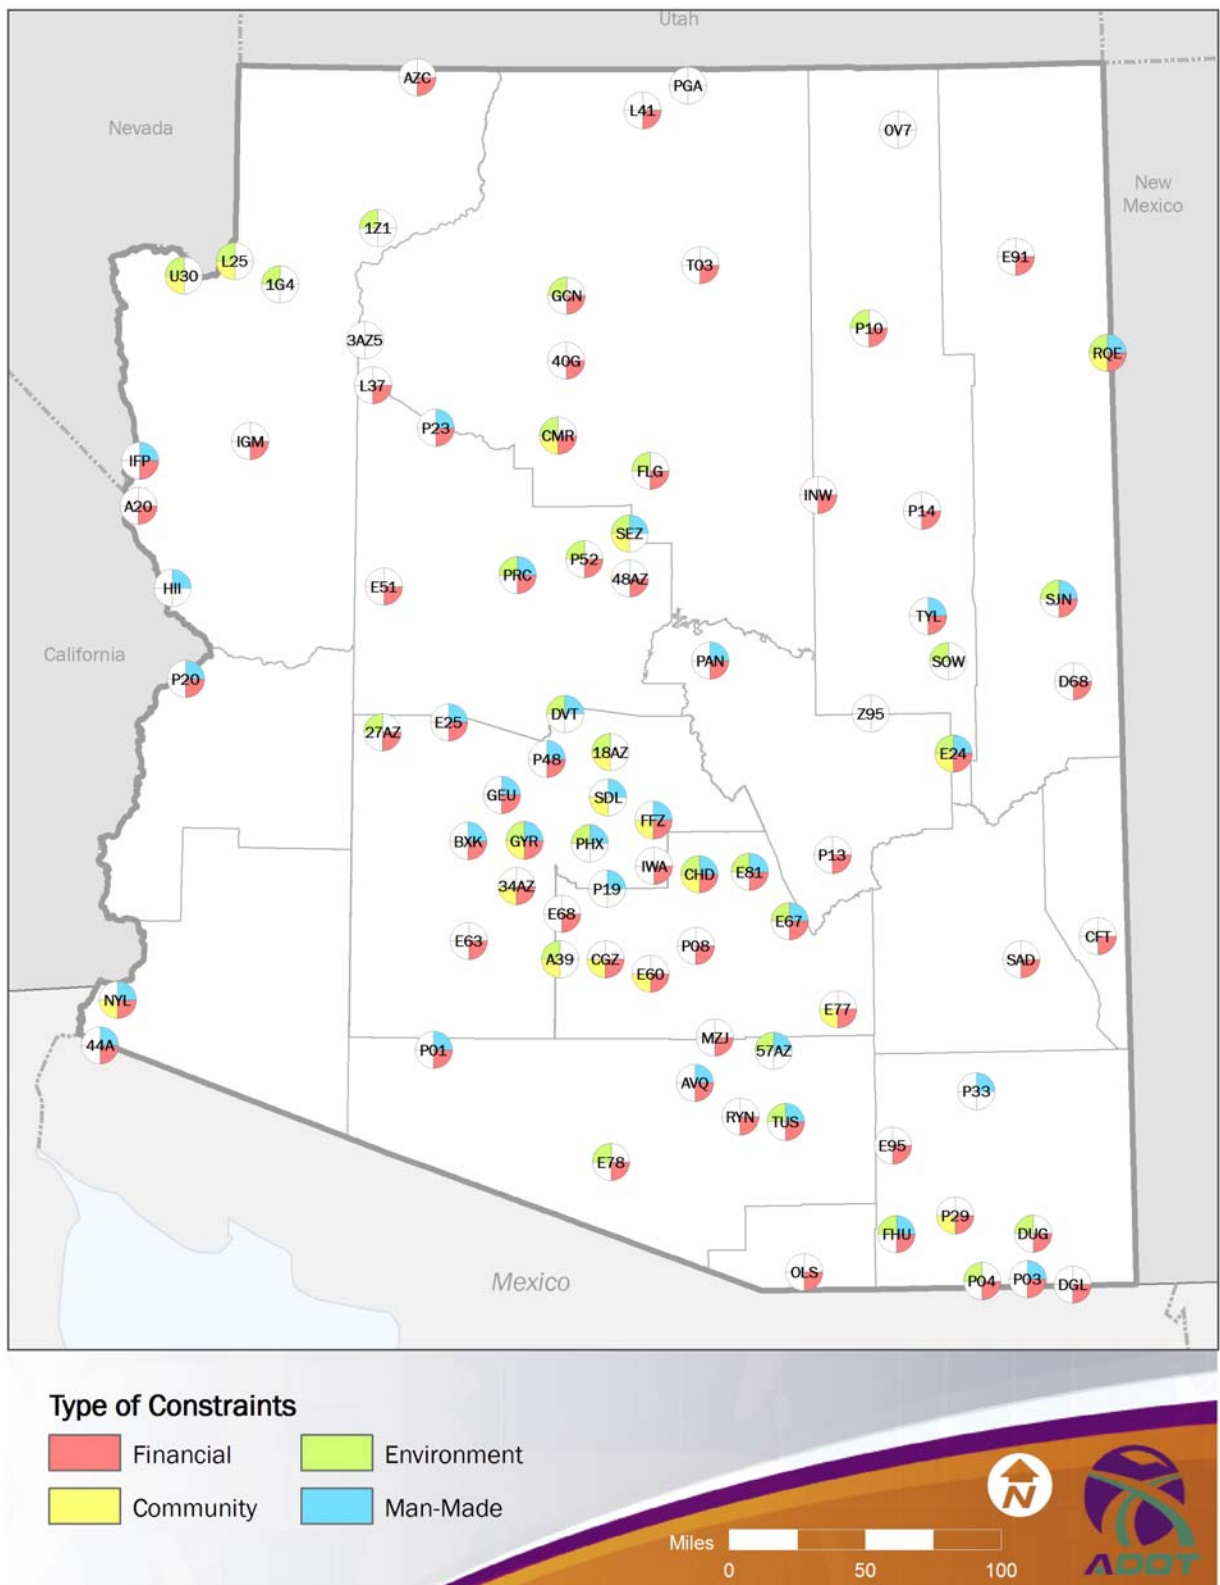 Utah
AZC
PGA
L41
Nevada
0V7
New
Mexico
1Z1
L25
U30
1G4
T03
E91
GCN
P10
3AZ5
RQE
40G
L37
P23
CMR
IGM
IFP
FLG
INW
A20
P14
SEZ
P52
PRC
48AZ
E51
HII
SJN
TYL
California
PAN
SOW
P20
D68
DVT
Z95
E25
27AZ
18AZ
E24
P48
GEU
SDL
FFZ
BXK
GYR
PHX
P13
IWA
CHD
E81
34AZ
P19
E68
E67
E63
P08
CFT
A39
CGZ
SAD
E60
NYL
E77
44A
P01
MZJ
57AZ
AVQ
P33
RYN
TUS
E95
E78
P29
FHU
DUG
OLS
P04
P03
DGL
Mexico
Type of Constraints
Financial
Environment
Community
Man-Made
N
Miles
0
50
100
ADOT